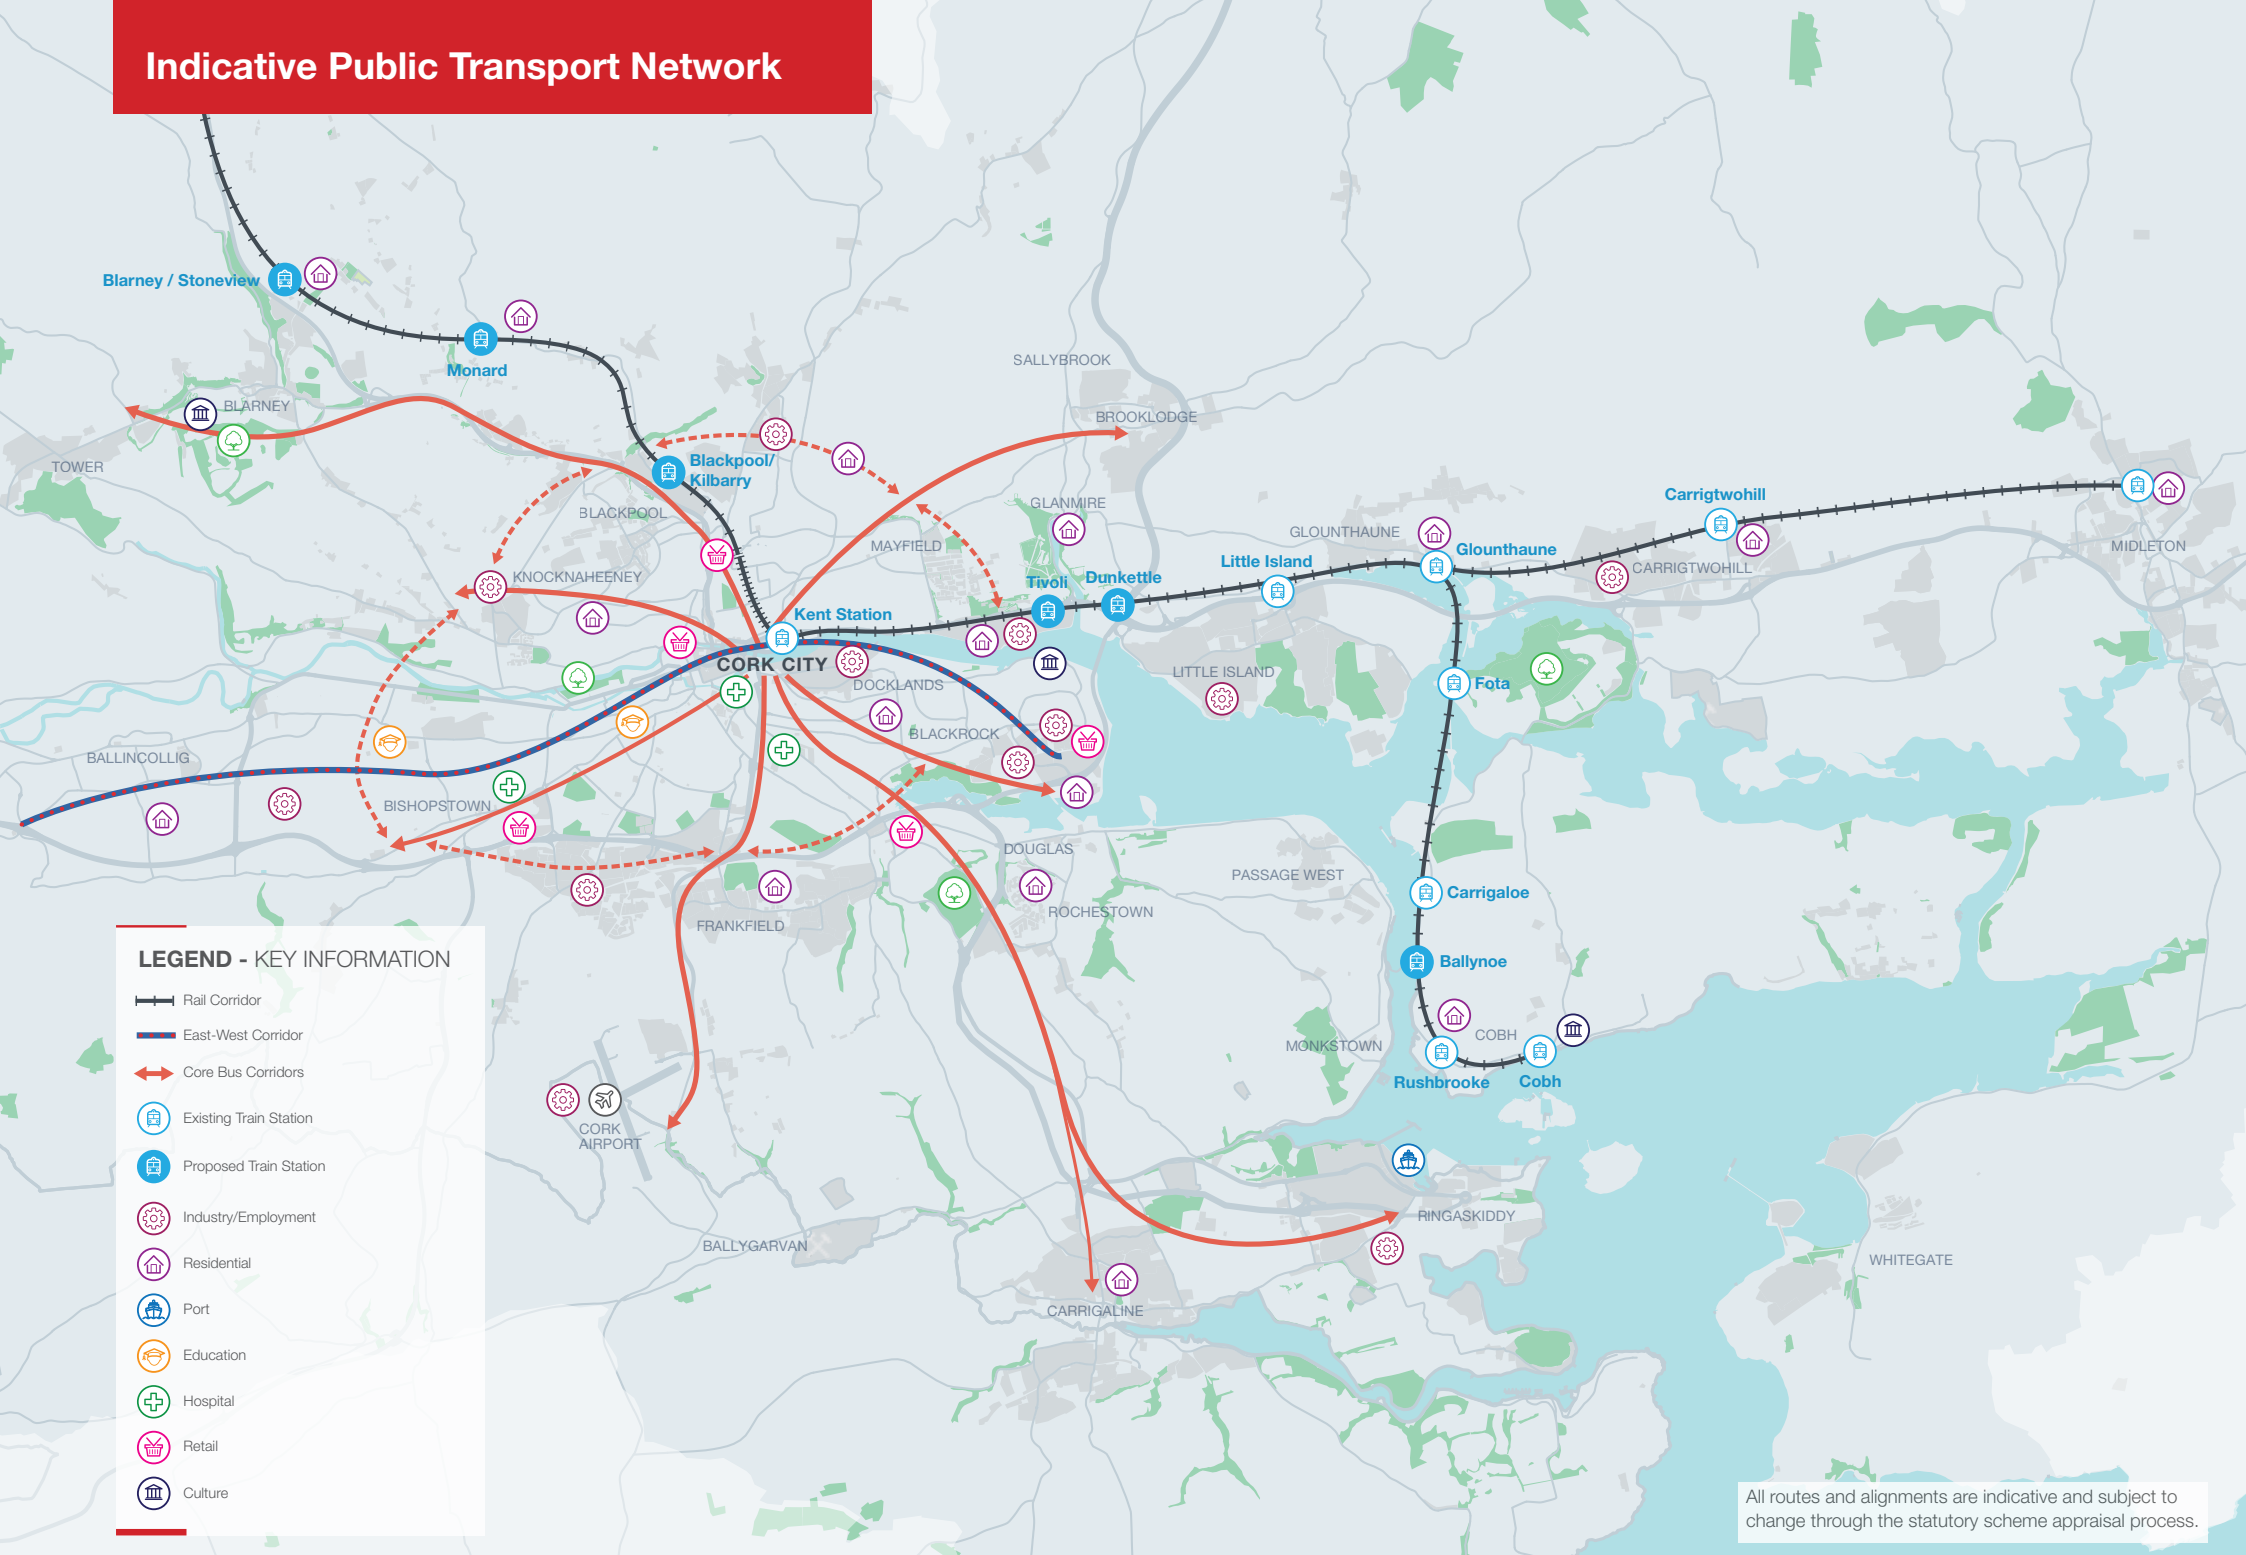 Indicative Public Transport Network
Blarney / Stoneview
Monard
SALLYBROOK
BLARNEY
BROOKLODGE
TOWER
Blackpool/
Kilbarry
BLACKPOOL
GLANMIRE
MAYFIELD
GLOUNTHAUNE
Carrigtwohill
Glounthaune
MIDLETON
Little Island
CARRIGTWOHILL
KNOCKNAHEENEY
Tivoli
Dunkettle
Kent Station
CORK CITY
DOCKLANDS
LITTLE ISLAND
Fota
BLACKROCK
BALLINCOLLIG
BISHOPSTOWN
DOUGLAS
PASSAGE WEST
Carrigaloe
ROCHESTOWN
FRANKFIELD
Ballynoe
COBH
MONKSTOWN
Rushbrooke
Cobh
CORK
AIRPORT
RINGASKIDDY
BALLYGARVAN
WHITEGATE
CARRIGALINE
LEGEND - KEY INFORMATION
Rail Corridor
East-West Corridor
Core Bus Corridors
Existing Train Station
Proposed Train Station
Industry/Employment
Residential
Port
Education
Hospital
Retail
Culture
All routes and alignments are indicative and subject to
change through the statutory scheme appraisal process.